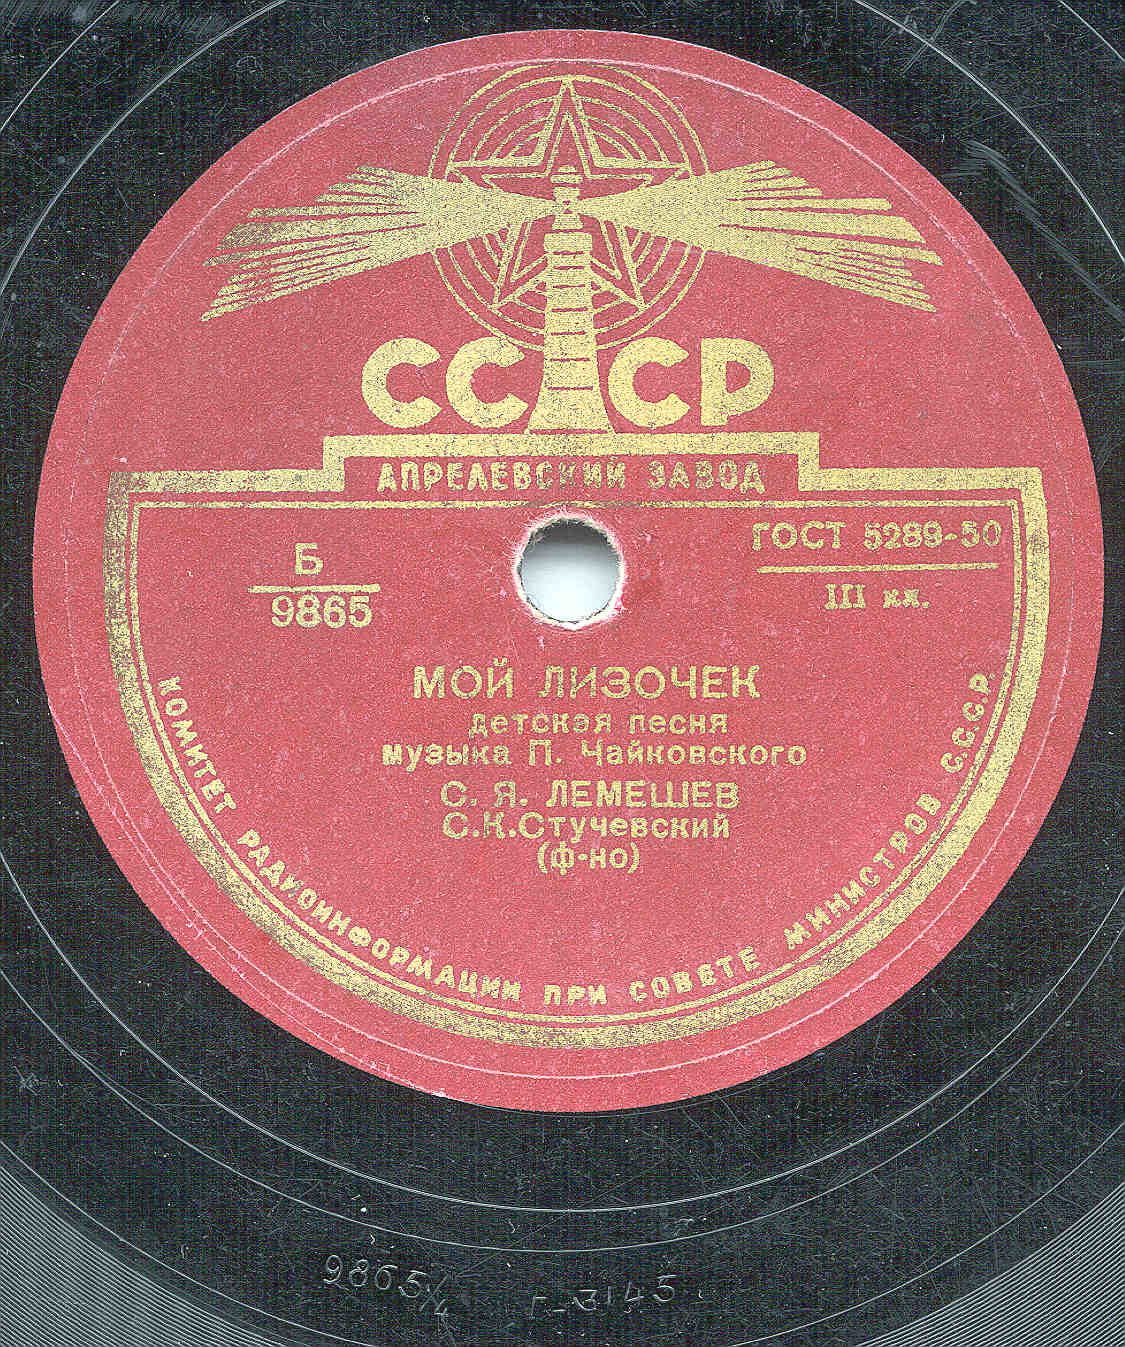 СССР
АПРЕЛЕВСКИЙ ЗАВОД
Б
9865
ГОСТ 5289-50
III кл.
МОЙ ЛИЗОЧЕК
детская песня
музыка П. Чайковского
С. Я. ЛЕМЕШЕВ
С.К.Стучевский
(ф-но)
КОМИТЕТ РАДИОИНФОРМАЦИИ ПРИ СОВЕТЕ МИНИСТРОВ С.С.С.Р.
9865/4 Г-3145